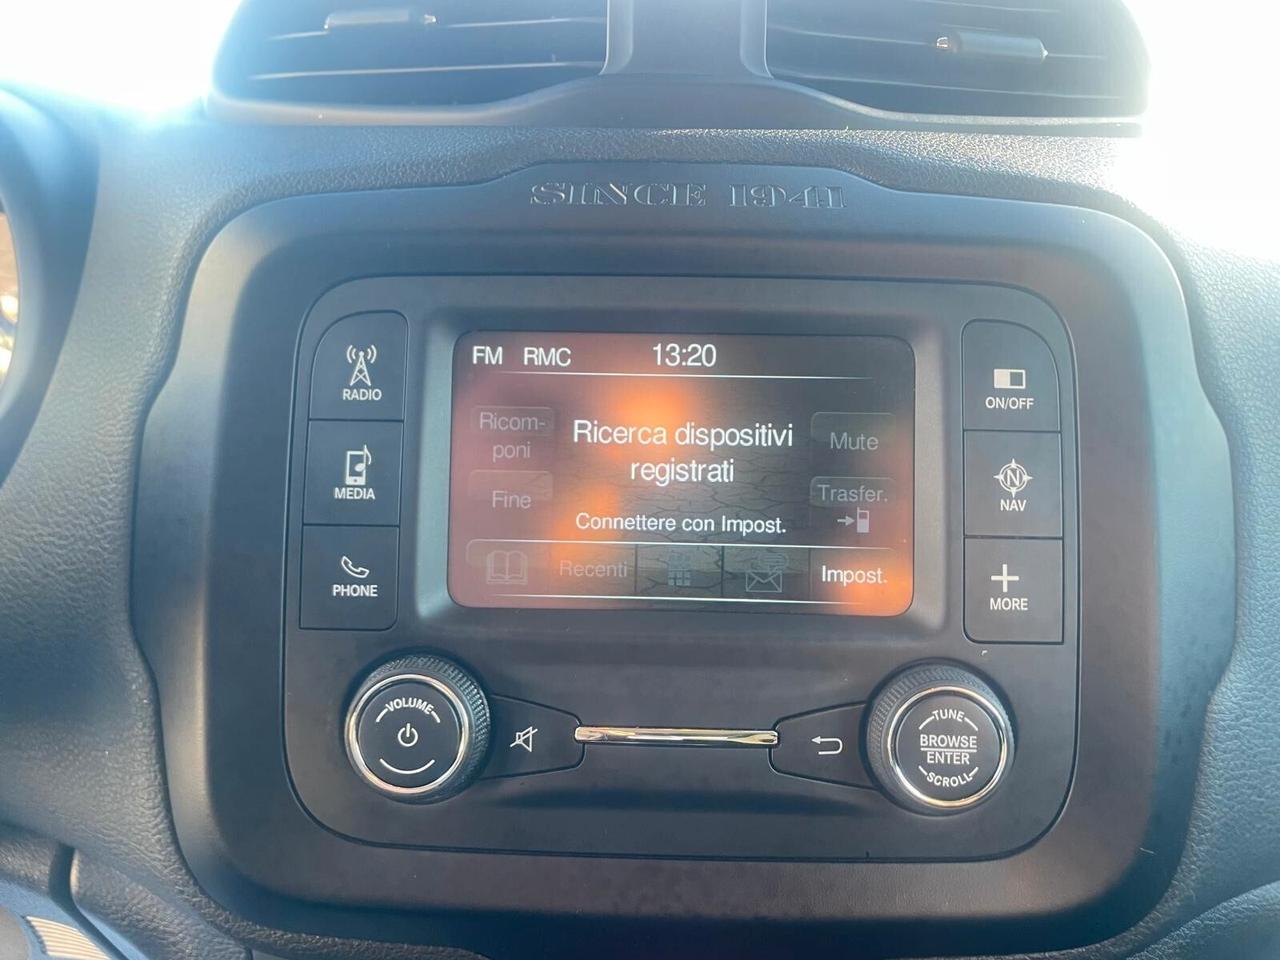 SINCE 1941
RADIO
MEDIA
PHONE
FM RMC 13:20
Ricom-
poni
Fine
Ricerca dispositivi
registrati
Connettere con Impost.
Mute
Trasfer.
Recenti
Impost.
ON/OFF
N
NAV
MORE
VOLUME
TUNE
BROWSE
ENTER
SCROLL